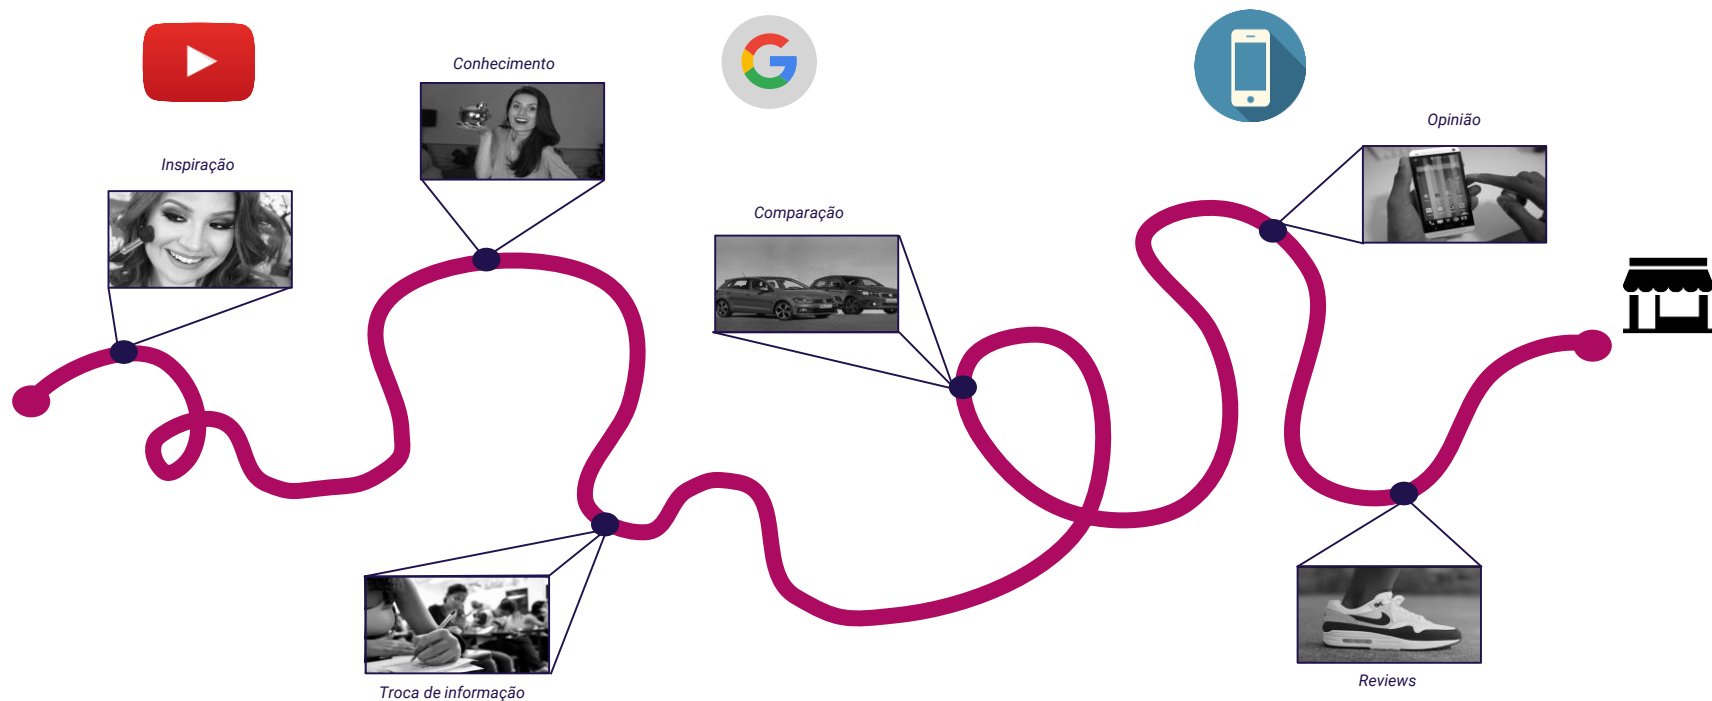 Conhecimento
Inspiração
Opinião
Comparação
Troca de informação
Reviews